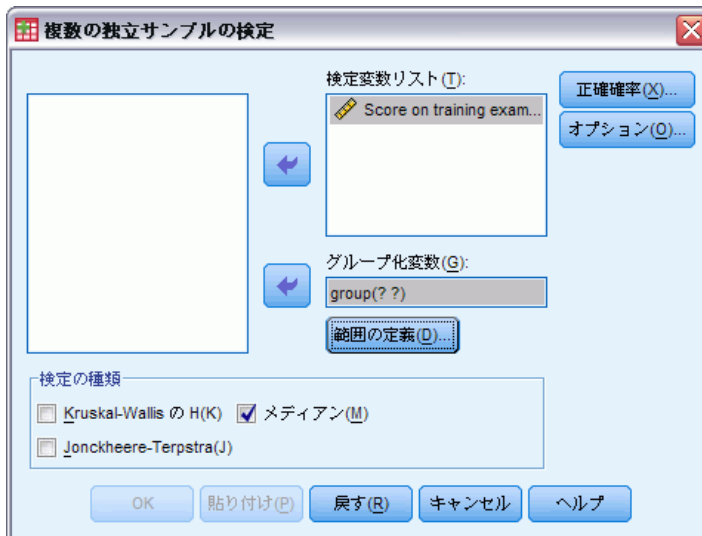 複数の独立サンプルの検定
検定変数リスト(T):
Score on training exam...
正確確率(X)...
オプション(O)...
グループ化変数(G):
group(? ?)
範囲の定義(D)...
検定の種類
Kruskal-Wallis の H(K)
メディアン(M)
Jonckheere-Terpstra(J)
OK
貼り付け(P)
戻す(R)
キャンセル
ヘルプ